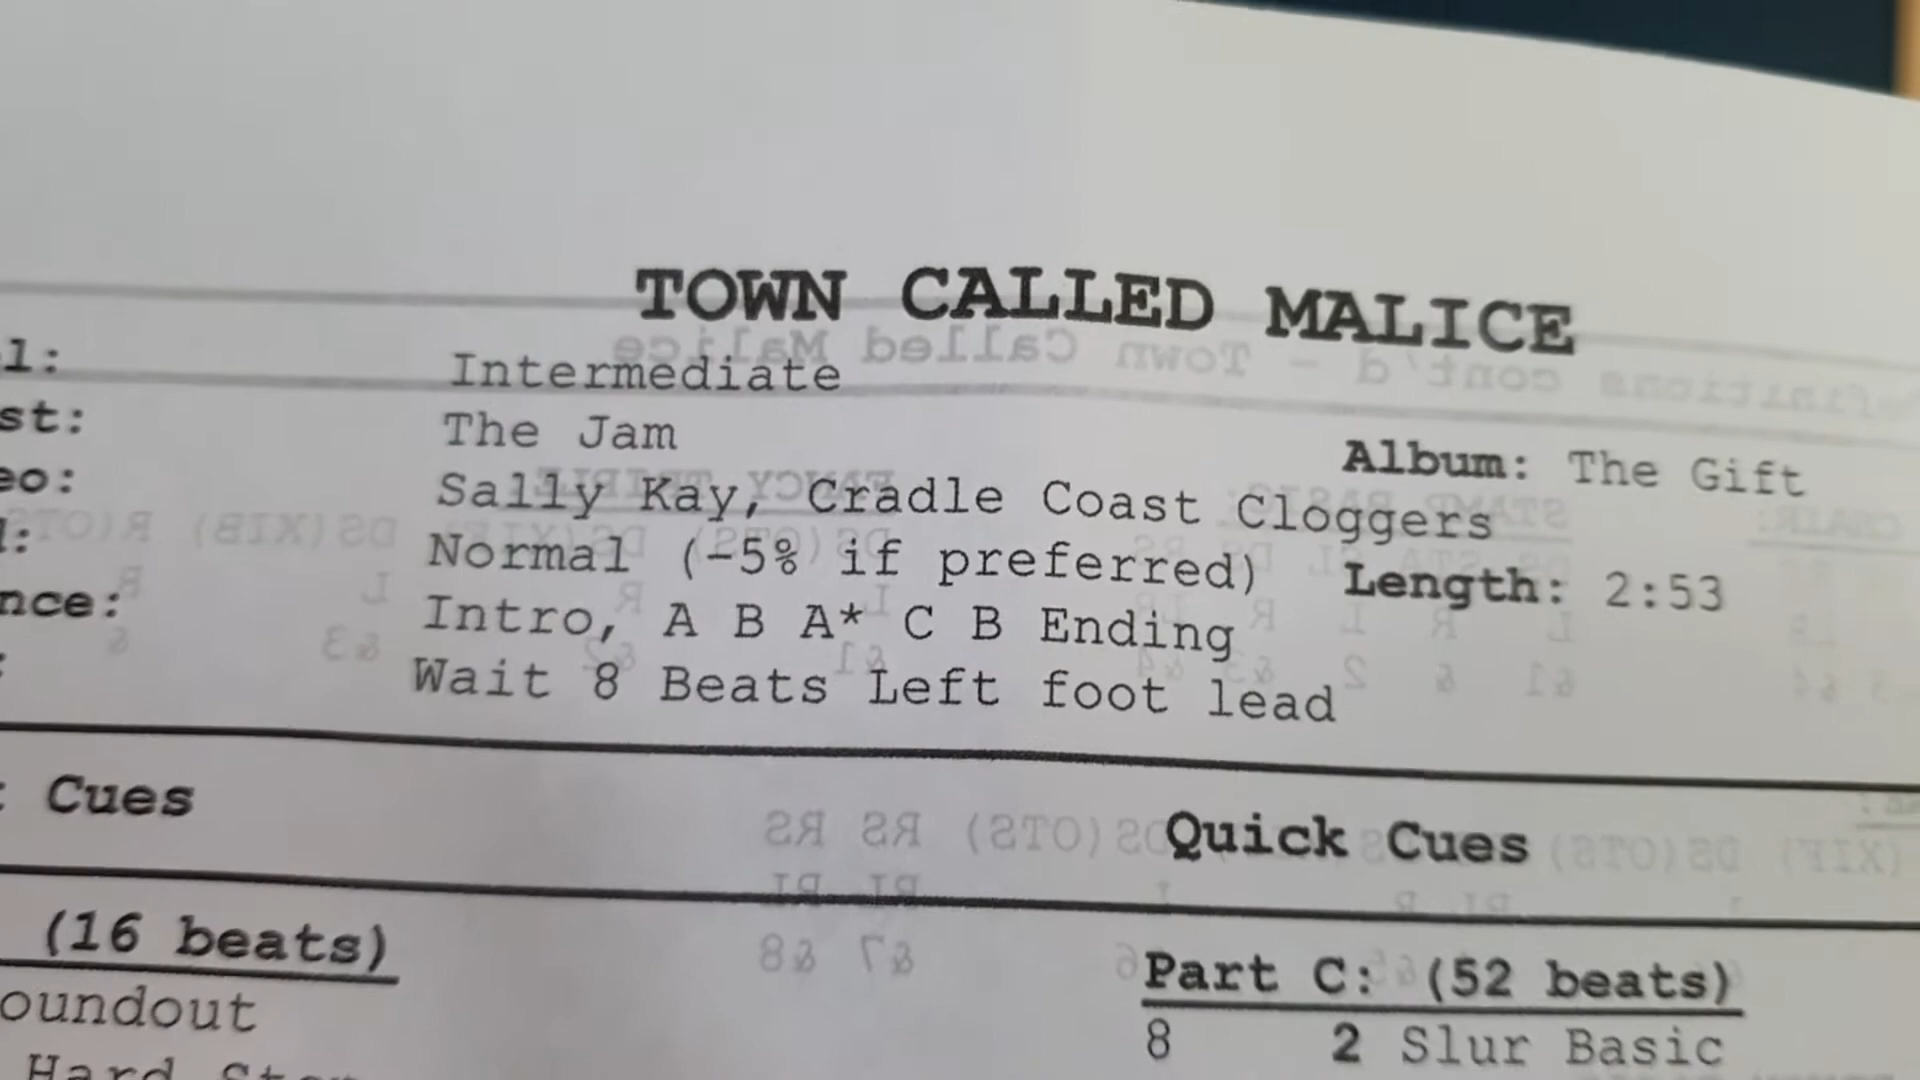 TOWN CALLED MALICE
l: Intermediate
st: The Jam Album: The Gift
eo: Sally Kay, Cradle Coast Cloggers
: Normal (-5% if preferred) Length: 2:53
nce: Intro, A B A* C B Ending
: Wait 8 Beats Left foot lead
: Cues Quick Cues
(16 beats)
oundout
Hard
Part C: (52 beats)
8 2 Slur Basic